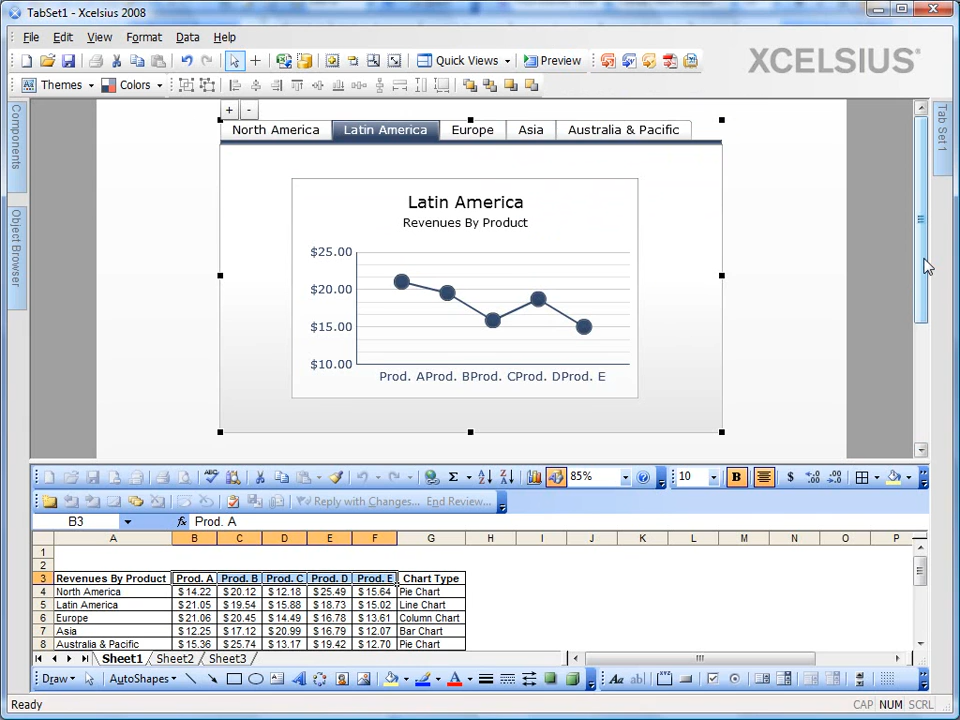 TabSet1 - Xcelsius 2008
File Edit View Format Data Help
Quick Views Preview
XCELSIUS®
Themes Colors
Components
Object Browser
Tab Set 1
+ -
North America Latin America Europe Asia Australia & Pacific
Latin America
Revenues By Product
$25.00
$20.00
$15.00
$10.00
Prod. AProd. BProd. CProd. DProd. E
85% 10 B $
Reply with Changes... End Review...
B3 fx Prod. A
A B C D E F G H I J K L M N O P
1
2
3 Revenues By Product Prod. A Prod. B Prod. C Prod. D Prod. E Chart Type
4 North America $ 14.22 $ 20.12 $ 12.18 $ 25.49 $ 15.64 Pie Chart
5 Latin America $ 21.05 $ 19.54 $ 15.88 $ 18.73 $ 15.02 Line Chart
6 Europe $ 21.06 $ 20.45 $ 14.49 $ 16.78 $ 13.61 Column Chart
7 Asia $ 12.25 $ 17.12 $ 20.99 $ 16.79 $ 12.07 Bar Chart
8 Australia & Pacific $ 15.36 $ 25.74 $ 13.17 $ 19.42 $ 12.70 Pie Chart
Sheet1 Sheet2 Sheet3
Draw AutoShapes
Ready CAP NUM SCRL